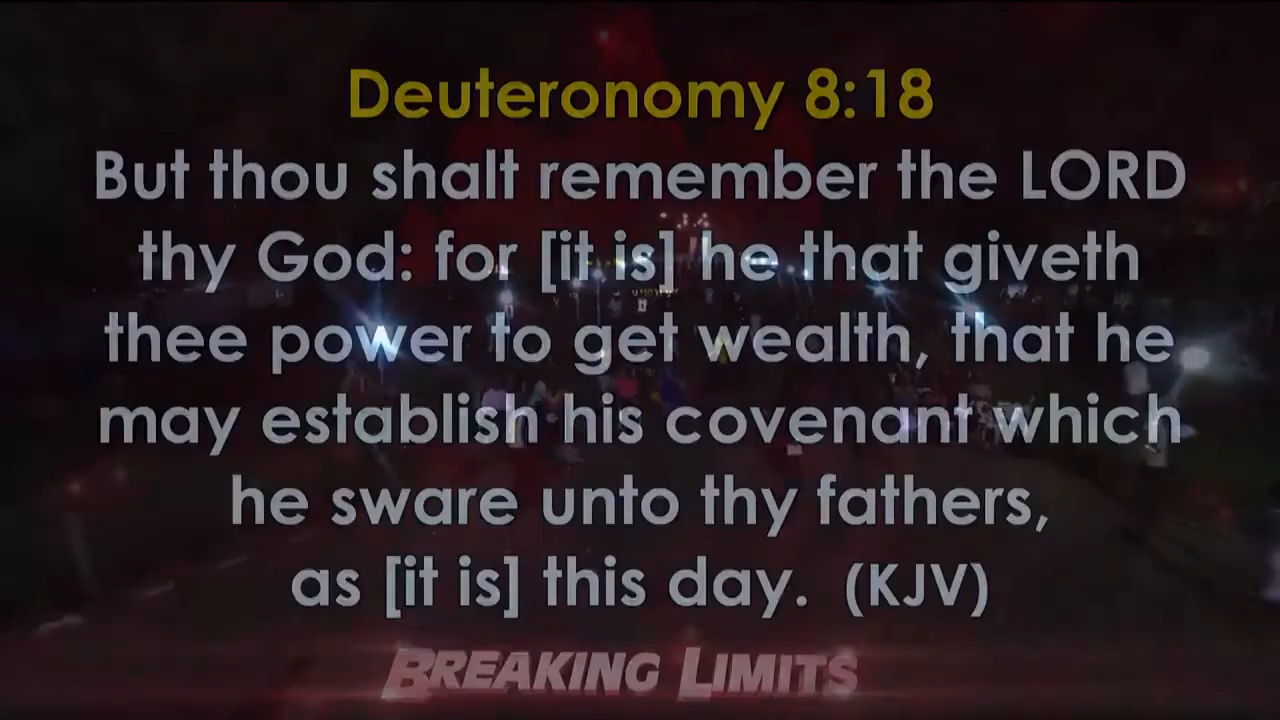 Deuteronomy 8:18
But thou shalt remember the LORD
thy God: for [it is] he that giveth
thee power to get wealth, that he
may establish his covenant which
he sware unto thy fathers,
as [it is] this day. (KJV)
BREAKING LIMITS